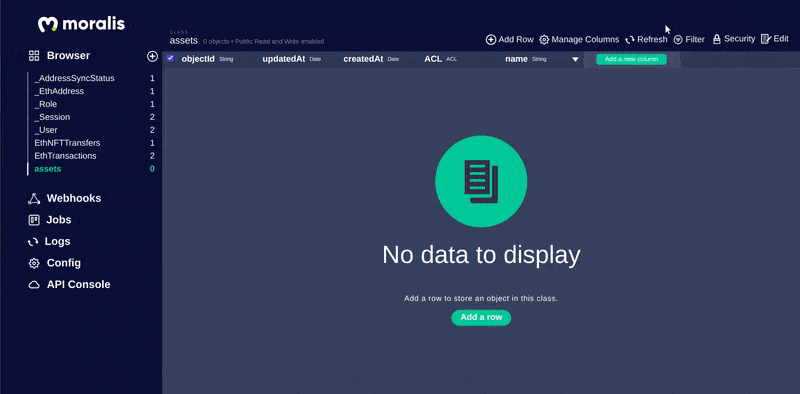 moralis
CLASS
assets 0 objects • Public Read and Write enabled
Add Row Manage Columns Refresh Filter Security Edit
Browser
objectId String updatedAt Date createdAt Date ACL ACL name String Add a new column
_AddressSyncStatus 1
_EthAddress 1
_Role 1
_Session 2
_User 2
EthNFTTransfers 1
EthTransactions 2
assets 0
Webhooks
Jobs
Logs
Config
API Console
No data to display
Add a row to store an object in this class.
Add a row